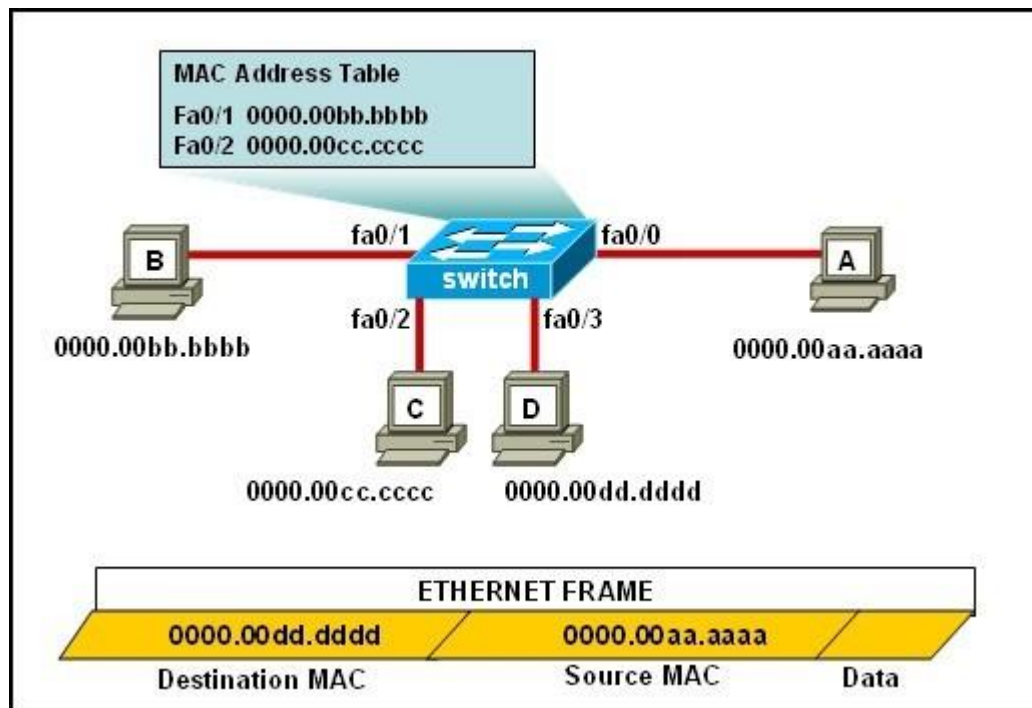 MAC Address Table
Fa0/1 0000.00bb.bbbb
Fa0/2 0000.00cc.cccc
fa0/1
fa0/0
B
A
switch
fa0/2
fa0/3
0000.00bb.bbbb
0000.00aa.aaaa
C
D
0000.00cc.cccc
0000.00dd.dddd
ETHERNET FRAME
0000.00dd.dddd
0000.00aa.aaaa
Destination MAC
Source MAC
Data